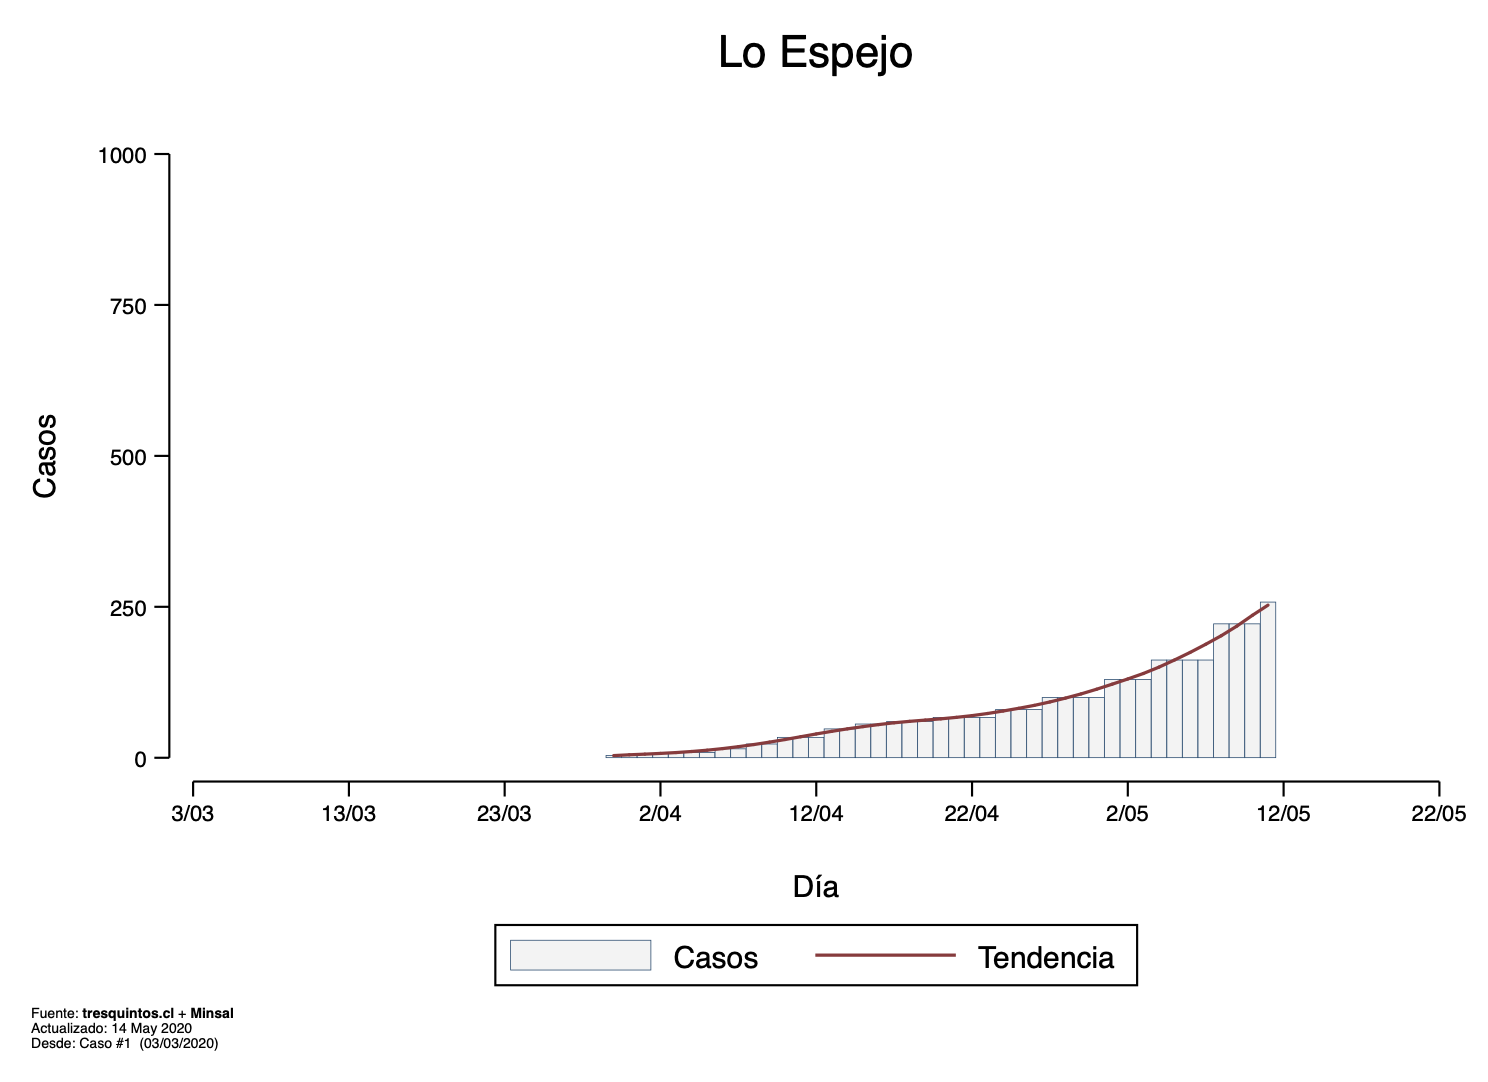 Lo Espejo
1000
750
500
250
0
Casos
3/03 13/03 23/03 2/04 12/04 22/04 2/05 12/05 22/05
Día
Casos Tendencia
Fuente: tresquintos.cl + Minsal
Actualizado: 14 May 2020
Desde: Caso #1 (03/03/2020)